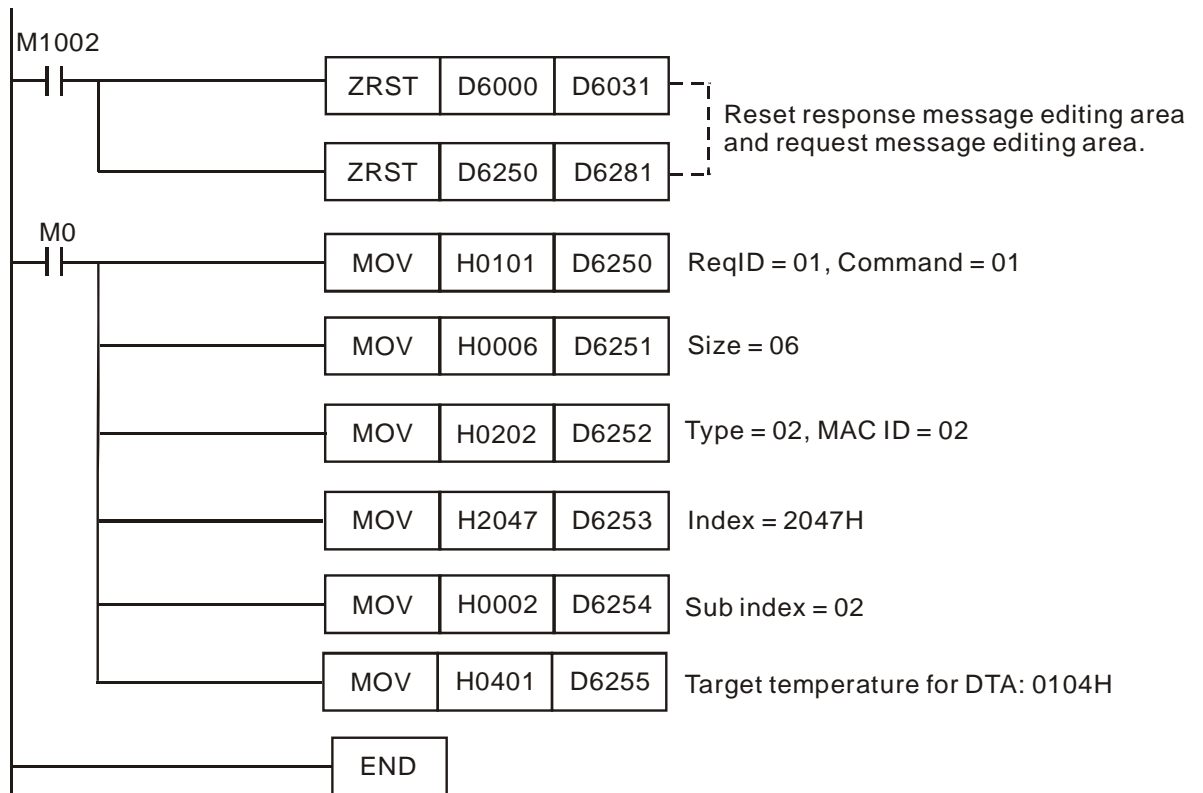 M1002
ZRST D6000 D6031
Reset response message editing area
and request message editing area.
ZRST D6250 D6281
M0
MOV H0101 D6250 ReqID = 01, Command = 01
MOV H0006 D6251 Size = 06
MOV H0202 D6252 Type = 02, MAC ID = 02
MOV H2047 D6253 Index = 2047H
MOV H0002 D6254 Sub index = 02
MOV H0401 D6255 Target temperature for DTA: 0104H
END